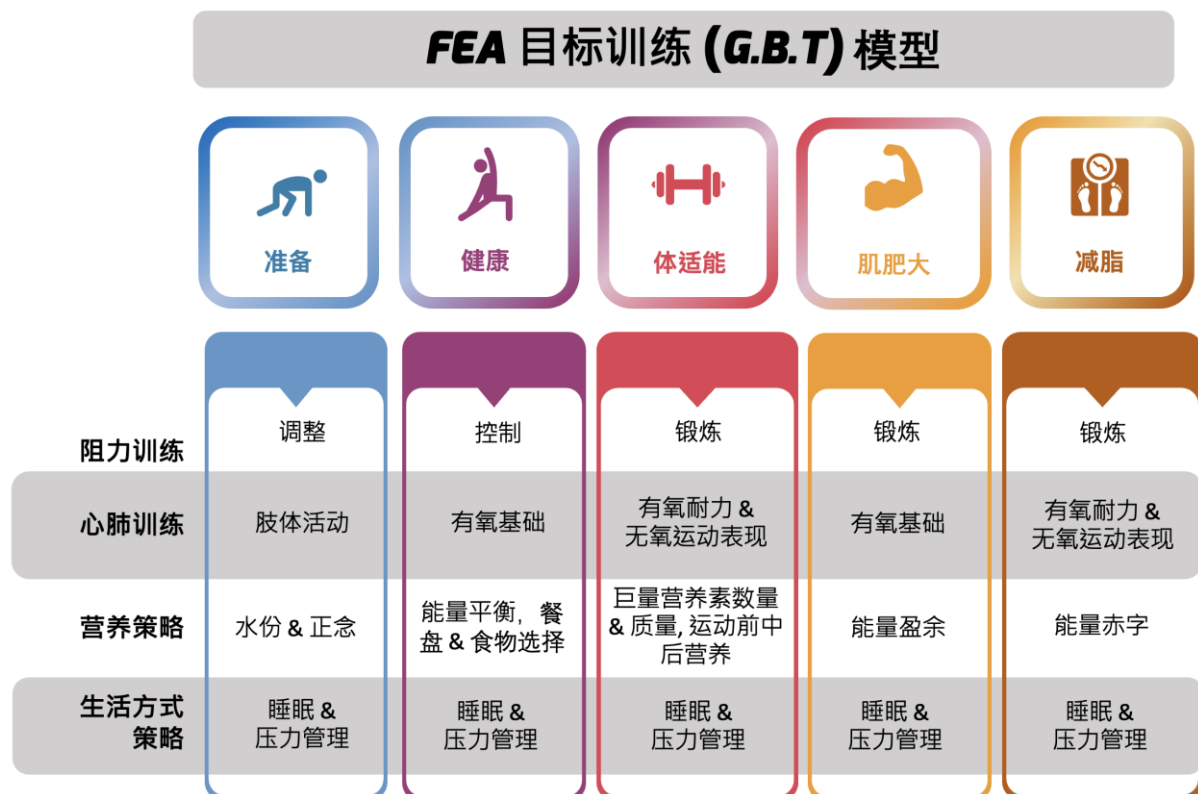 FEA 目标训练 (G.B.T) 模型
准备
健康
体适能
肌肥大
减脂
阻力训练
调整
控制
锻炼
锻炼
锻炼
心肺训练
肢体活动
有氧基础
有氧耐力 &
无氧运动表现
有氧基础
有氧耐力 &
无氧运动表现
营养策略
水份 & 正念
能量平衡，餐
盘 & 食物选择
巨量营养素数量
& 质量, 运动前中
后营养
能量盈余
能量赤字
生活方式
策略
睡眠 &
压力管理
睡眠 &
压力管理
睡眠 &
压力管理
睡眠 &
压力管理
睡眠 &
压力管理